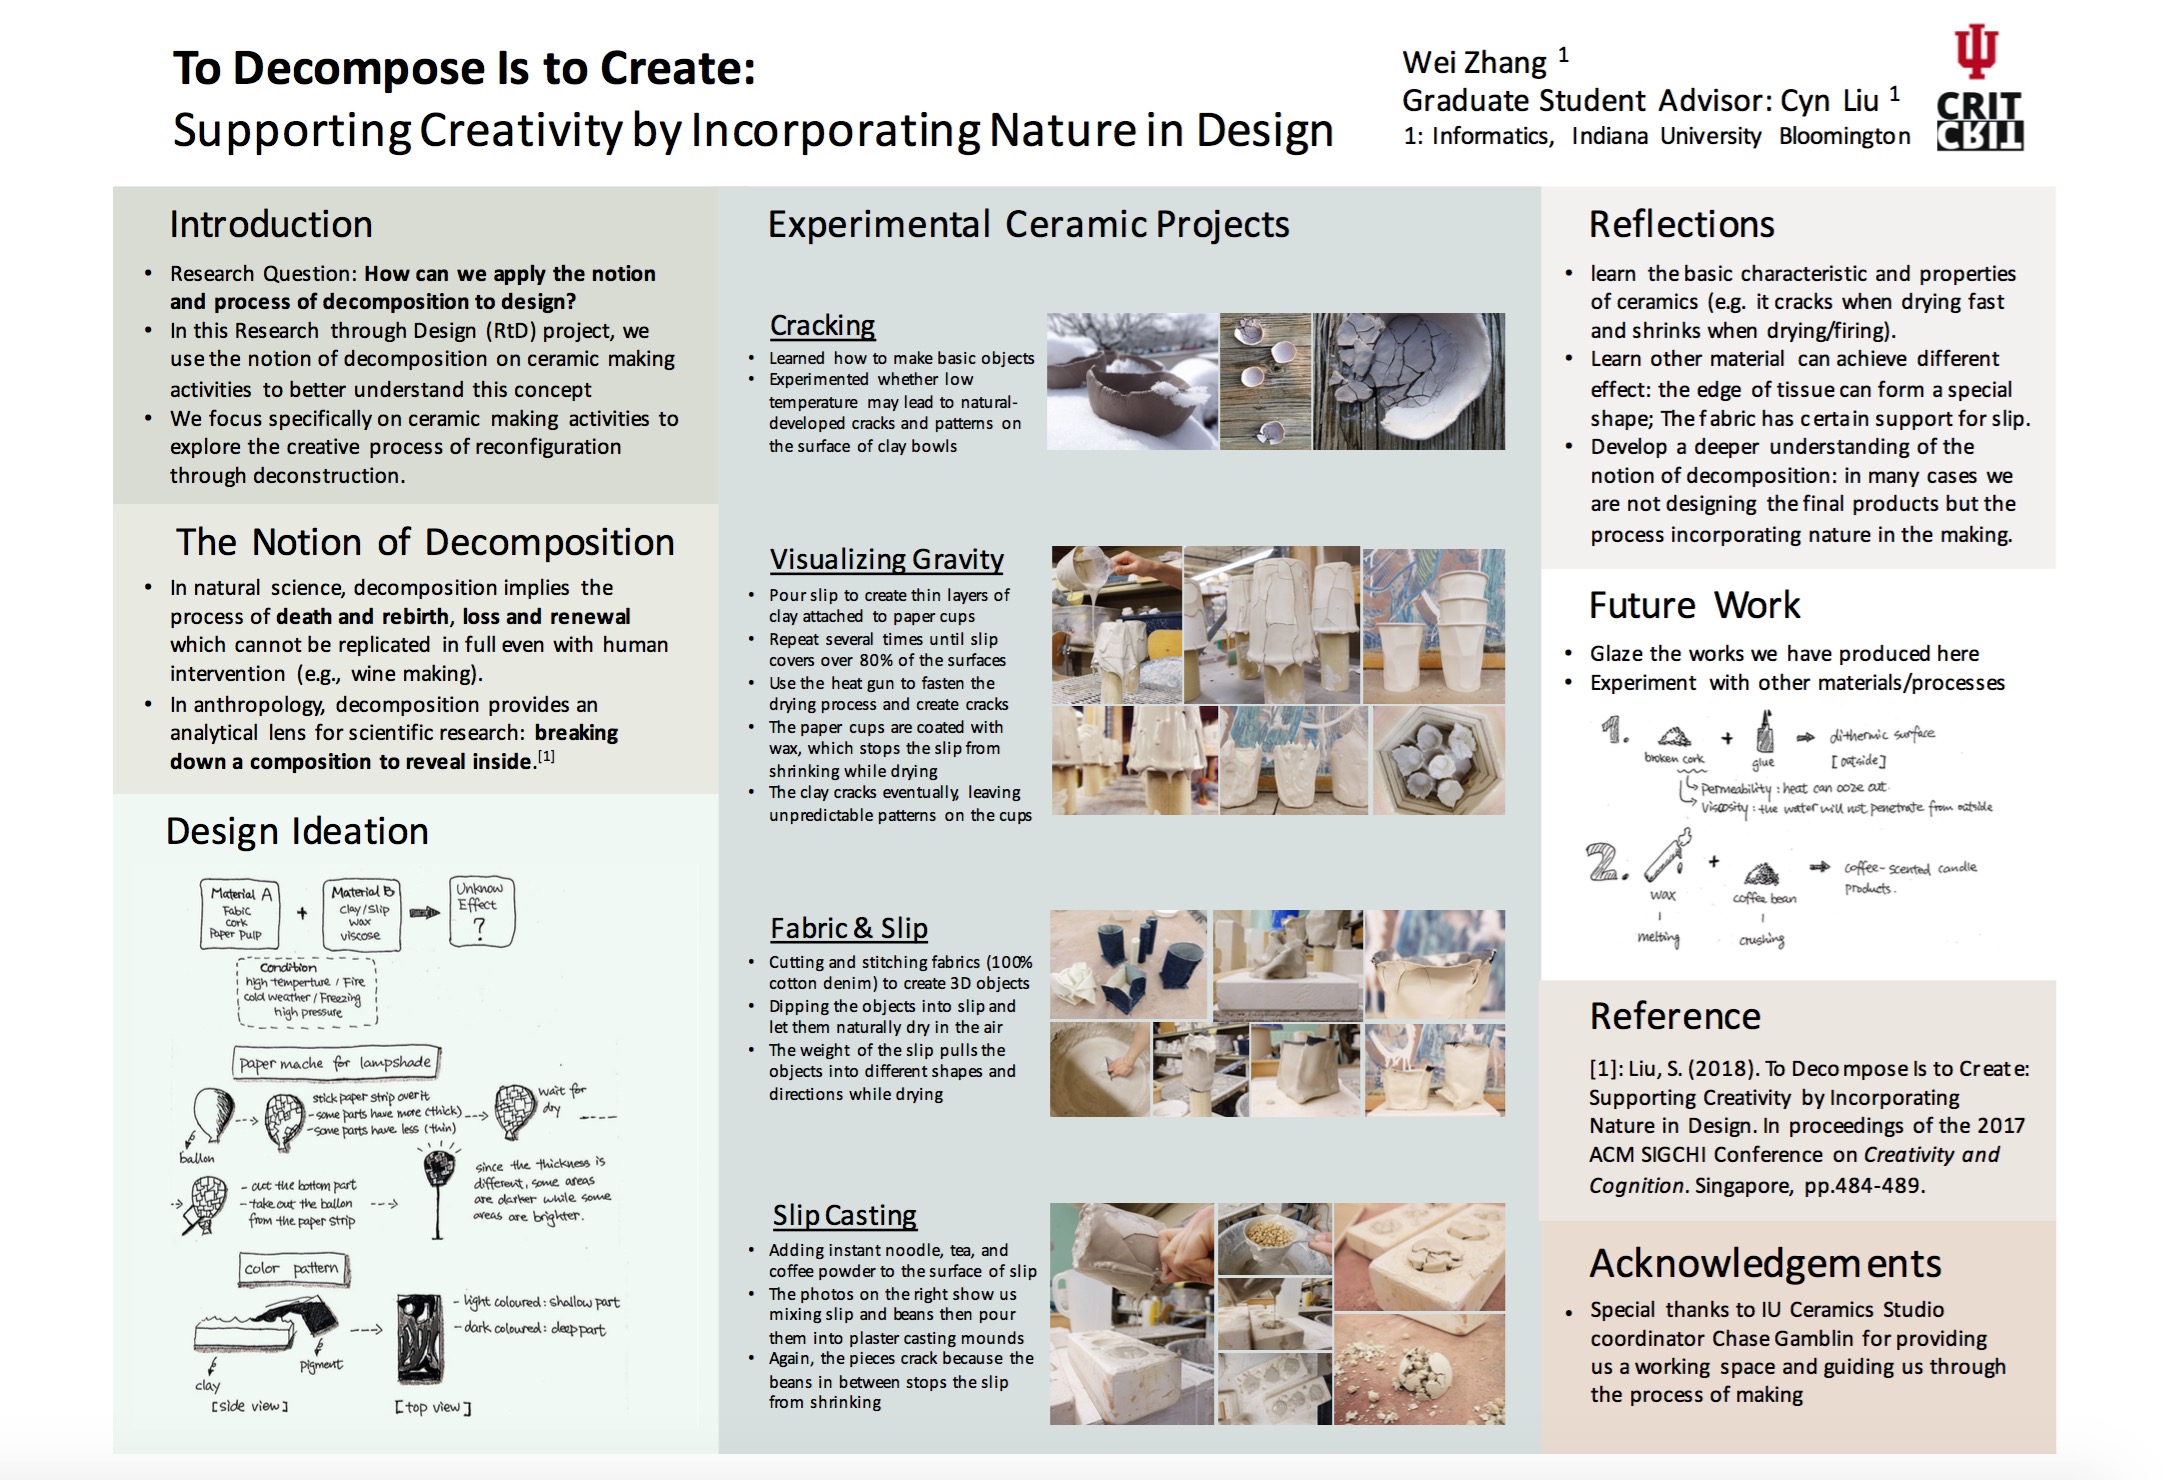 To Decompose Is to Create:
Supporting Creativity by Incorporating Nature in Design
Wei Zhang 1
Graduate Student Advisor: Cyn Liu 1
1: Informatics, Indiana University Bloomington
CRIT
CRIT
Introduction
• Research Question: How can we apply the notion
and process of decomposition to design?
• In this Research through Design (RtD) project, we
use the notion of decomposition on ceramic making
activities to better understand this concept
• We focus specifically on ceramic making activities to
explore the creative process of reconfiguration
through deconstruction.
The Notion of Decomposition
• In natural science, decomposition implies the
process of death and rebirth, loss and renewal
which cannot be replicated in full even with human
intervention (e.g., wine making).
• In anthropology, decomposition provides an
analytical lens for scientific research: breaking
down a composition to reveal inside.[1]
Design Ideation
Material A
Fabic
cork
Paper Pulp
+
Material B
Clay/Slip
wax
viscose
Unknow
Effect
?
Condition
high temperture / Fire
cold weather / Freezing
high pressure
paper mache for lampshade
ballon
stick paper strip over it
- some parts have more (thick)
- some parts have less (thin)
wait for
dry
- cut the bottom part
- take out the ballon
from the paper strip
since the thickness is
different, some areas
are darker while some
areas are brighter.
color pattern
clay
pigment
[side view]
- light coloured: shallow part
- dark coloured: deep part
[top view]
Experimental Ceramic Projects
Cracking
• Learned how to make basic objects
• Experimented whether low
temperature may lead to natural-
developed cracks and patterns on
the surface of clay bowls
Visualizing Gravity
• Pour slip to create thin layers of
clay attached to paper cups
• Repeat several times until slip
covers over 80% of the surfaces
• Use the heat gun to fasten the
drying process and create cracks
• The paper cups are coated with
wax, which stops the slip from
shrinking while drying
• The clay cracks eventually, leaving
unpredictable patterns on the cups
Fabric & Slip
• Cutting and stitching fabrics (100%
cotton denim) to create 3D objects
• Dipping the objects into slip and
let them naturally dry in the air
• The weight of the slip pulls the
objects into different shapes and
directions while drying
Slip Casting
• Adding instant noodle, tea, and
coffee powder to the surface of slip
• The photos on the right show us
mixing slip and beans then pour
them into plaster casting mounds
• Again, the pieces crack because the
beans in between stops the slip
from shrinking
Reflections
• learn the basic characteristic and properties
of ceramics (e.g. it cracks when drying fast
and shrinks when drying/firing).
• Learn other material can achieve different
effect: the edge of tissue can form a special
shape; The fabric has certain support for slip.
• Develop a deeper understanding of the
notion of decomposition: in many cases we
are not designing the final products but the
process incorporating nature in the making.
Future Work
• Glaze the works we have produced here
• Experiment with other materials/processes
1.
broken cork
+
glue
dithermic surface
[outside]
Permeability : heat can ooze out.
Viscosity : the water will not penetrate from outside
2.
wax
melting
+
coffee bean
crushing
coffee-scented candle
products.
Reference
[1]: Liu, S. (2018). To Decompose Is to Create:
Supporting Creativity by Incorporating
Nature in Design. In proceedings of the 2017
ACM SIGCHI Conference on Creativity and
Cognition. Singapore, pp.484-489.
Acknowledgements
• Special thanks to IU Ceramics Studio
coordinator Chase Gamblin for providing
us a working space and guiding us through
the process of making